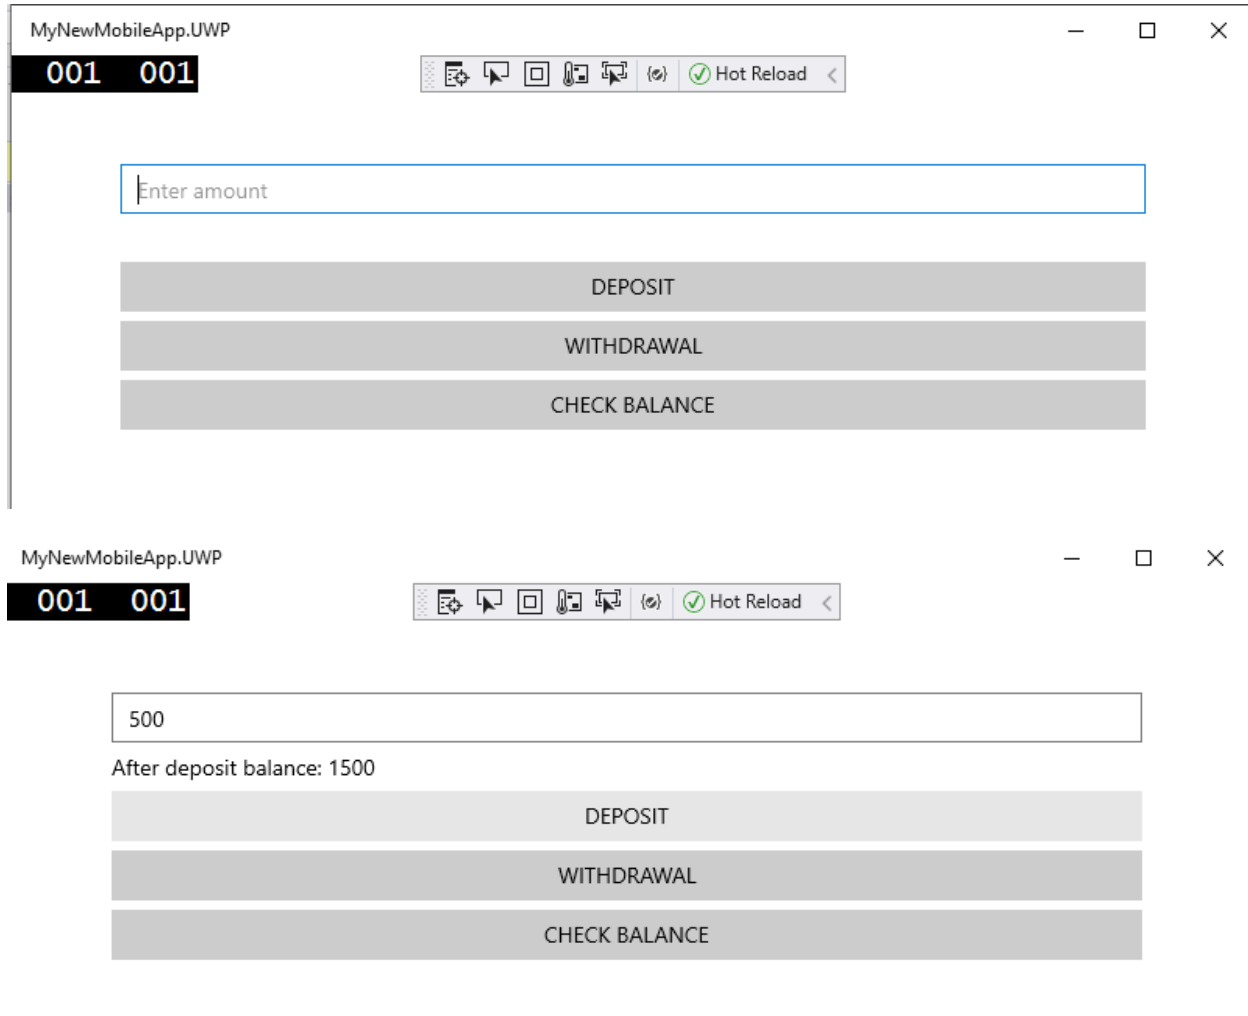 MyNewMobileApp.UWP
001 001 Hot Reload
Enter amount
DEPOSIT
WITHDRAWAL
CHECK BALANCE
MyNewMobileApp.UWP
001 001 Hot Reload
500
After deposit balance: 1500
DEPOSIT
WITHDRAWAL
CHECK BALANCE